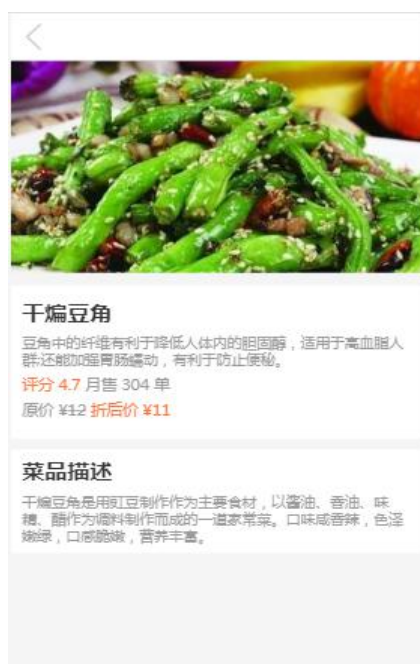 干煸豆角
豆角中的纤维有利于降低人体内的胆固醇，适用于高血脂人
群;还能加强胃肠蠕动，有利于防止便秘。
评分 4.7 月售 304 单
原价 ¥12 折后价 ¥11
菜品描述
干煸豆角是用豇豆制作作为主要食材，以酱油、香油、味
精、醋作为调料制作而成的一道家常菜。口味咸香辣，色泽
嫩绿，口感脆嫩，营养丰富。